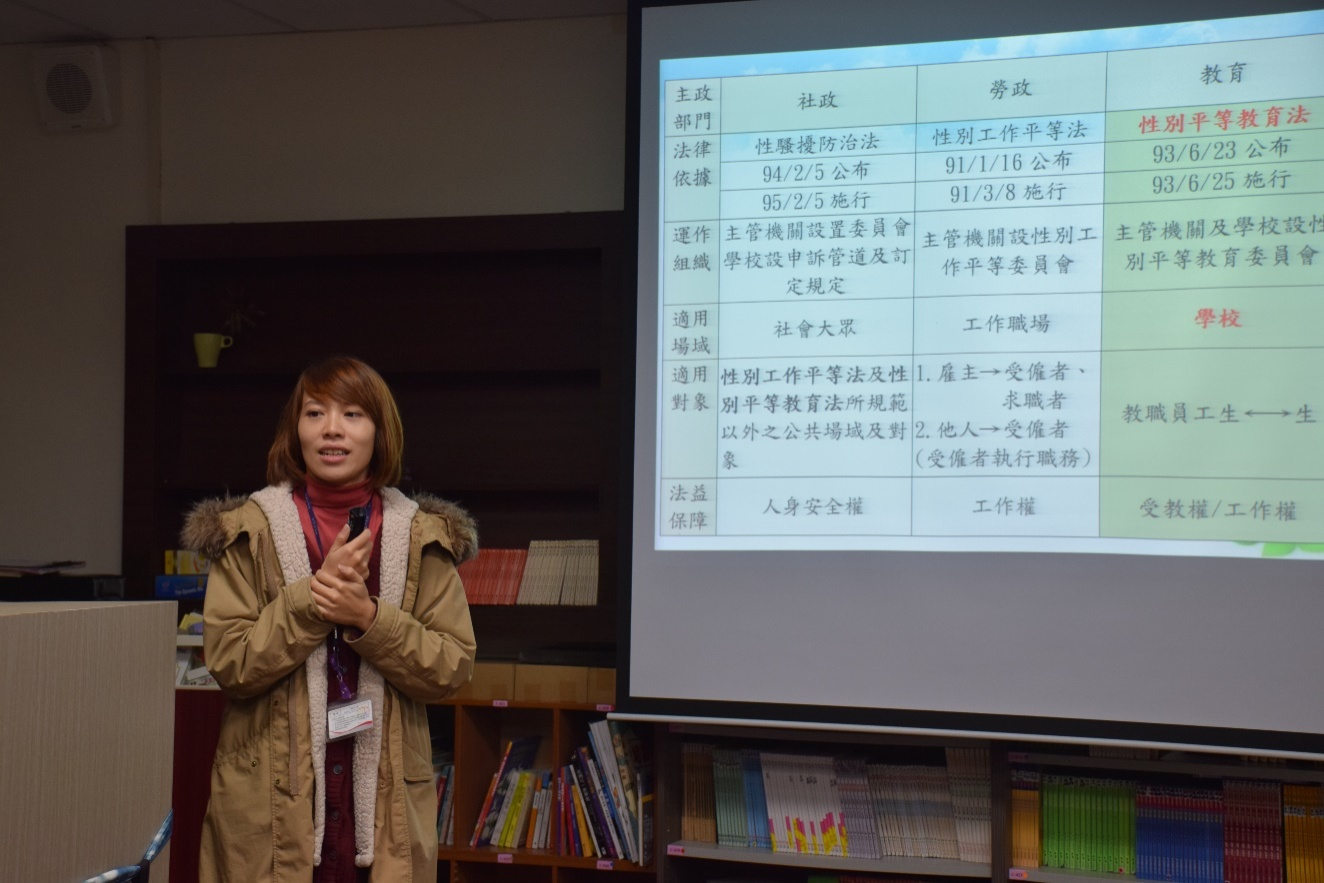 主政 社政 勞政 教育
部門
法律 性騷擾防治法 性別工作平等法 性別平等教育法
依據 94/2/5 公布 91/1/16 公布 93/6/23 公布
95/2/5 施行 91/3/8 施行 93/6/25 施行
運作 主管機關設置委員會 主管機關設性別工 主管機關及學校設性
組織 學校設申訴管道及訂 作平等委員會 別平等教育委員會
定規定
適用 社會大眾 工作職場 學校
場域
適用 性別工作平等法及性 1. 雇主→受僱者、
對象 別平等教育法所規範 求職者 教職員工生←→生
以外之公共場域及對 2. 他人→受僱者
象 (受僱者執行職務)
法益 人身安全權 工作權 受教權/工作權
保障